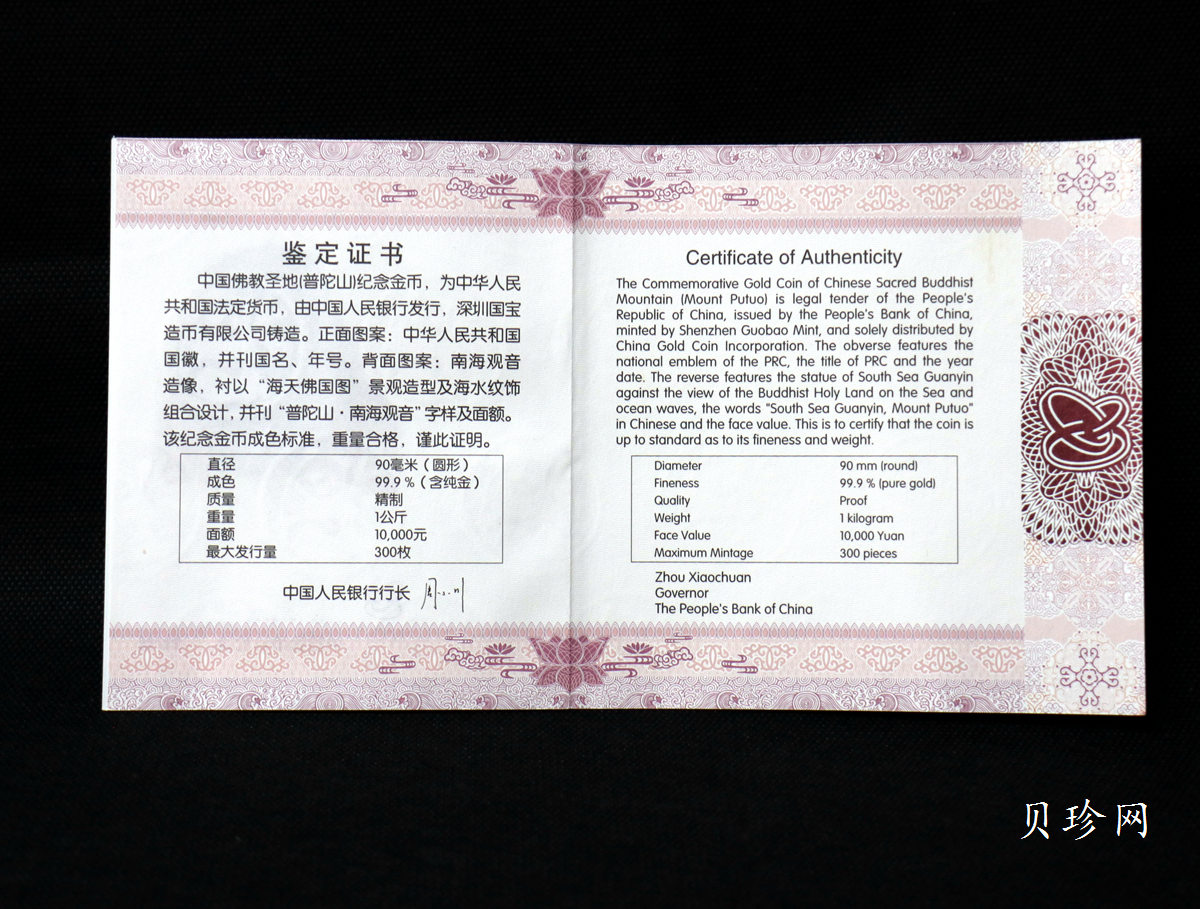 鉴定证书
中国佛教圣地(普陀山)纪念金币，为中华人民
共和国法定货币，由中国人民银行发行，深圳国宝
造币有限公司铸造。正面图案：中华人民共和国
国徽，并刊国名、年号。背面图案：南海观音
造像，衬以“海天佛国图”景观造型及海水纹饰
组合设计，并刊“普陀山·南海观音”字样及面额。
该纪念金币成色标准，重量合格，谨此证明。
直径 90毫米（圆形）
成色 99.9％（含纯金）
质量 精制
重量 1公斤
面额 10,000元
最大发行量 300枚
中国人民银行行长
Certificate of Authenticity
The Commemorative Gold Coin of Chinese Sacred Buddhist
Mountain (Mount Putuo) is legal tender of the People's
Republic of China, issued by the People's Bank of China,
minted by Shenzhen Guobao Mint, and solely distributed by
China Gold Coin Incorporation. The obverse features the
national emblem of the PRC, the title of PRC and the year
date. The reverse features the statue of South Sea Guanyin
against the view of the Buddhist Holy Land on the Sea and
ocean waves, the words "South Sea Guanyin, Mount Putuo"
in Chinese and the face value. This is to certify that the coin is
up to standard as to its fineness and weight.
Diameter 90 mm (round)
Fineness 99.9 % (pure gold)
Quality Proof
Weight 1 kilogram
Face Value 10,000 Yuan
Maximum Mintage 300 pieces
Zhou Xiaochuan
Governor
The People's Bank of China
贝珍网